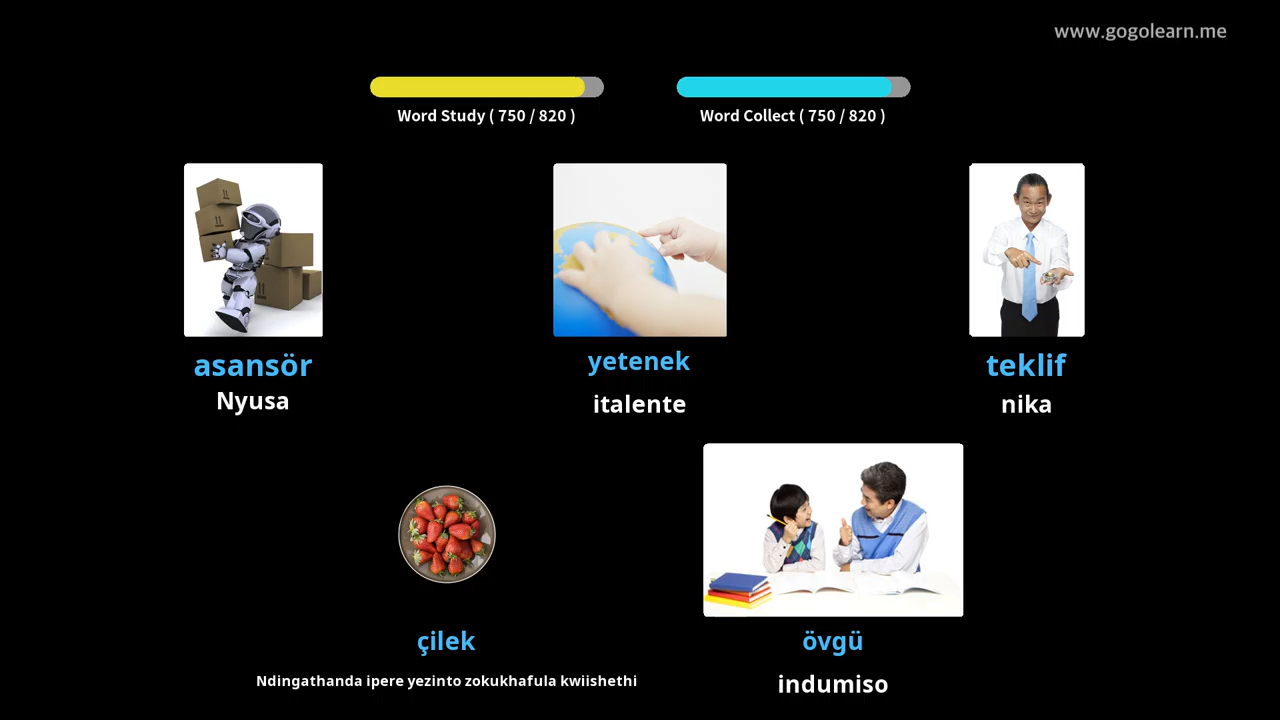 www.gogolearn.me
Word Study ( 750 / 820 )
Word Collect ( 750 / 820 )
asansör
Nyusa
yetenek
italente
teklif
nika
çilek
Ndingathanda ipere yezinto zokukhafula kwiishethi
övgü
indumiso